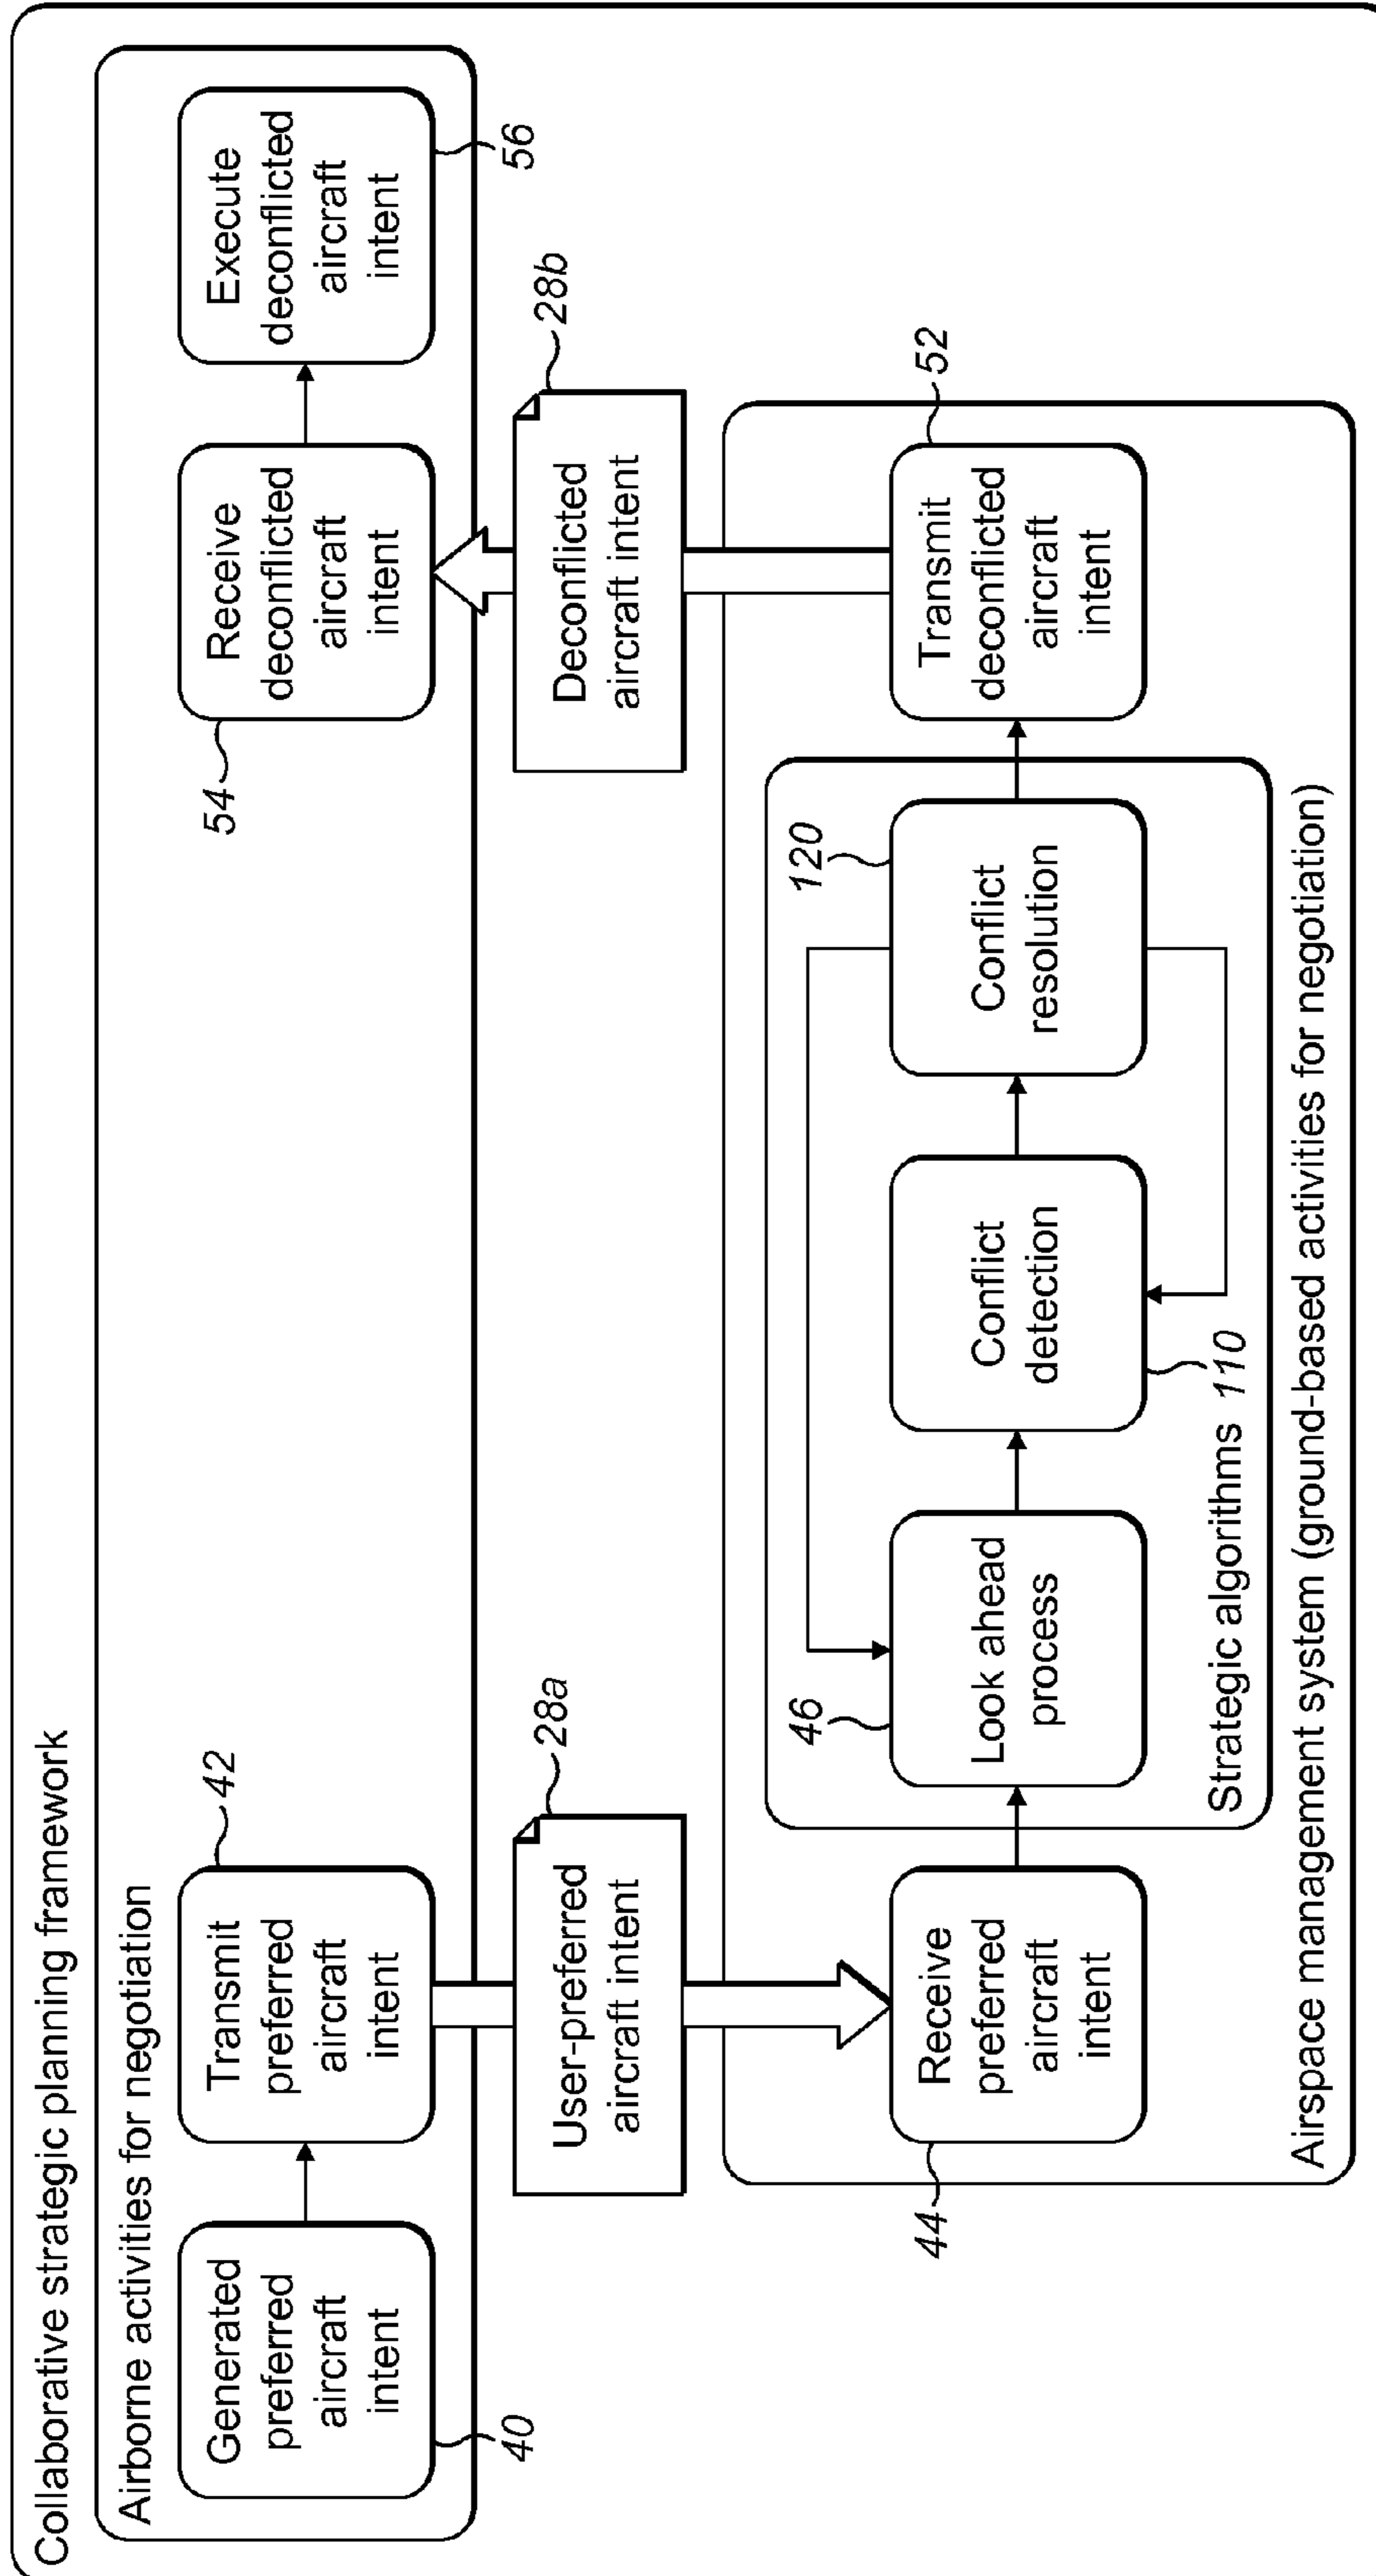 Collaborative strategic planning framework
Airborne activities for negotiation
Generated
preferred
aircraft
intent
40
Transmit
preferred
aircraft
intent
42
Receive
deconflicted
aircraft
intent
54
Execute
deconflicted
aircraft
intent
56
User-preferred
aircraft intent
28a
Deconflicted
aircraft intent
28b
Receive
preferred
aircraft
intent
44
46
Look ahead
process
Conflict
detection
110
120
Conflict
resolution
Transmit
deconflicted
aircraft
intent
52
Strategic algorithms
Airspace management system (ground-based activities for negotiation)